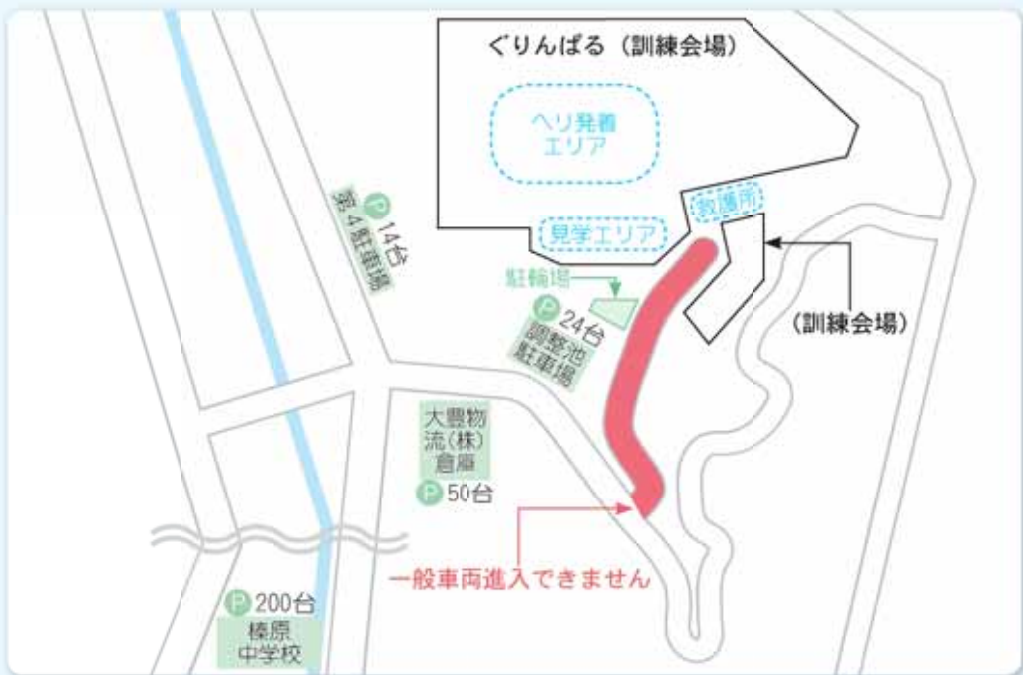 ぐりんぱる（訓練会場）
ヘリ発着
エリア
救護所
見学エリア
P 14台
第4駐車場
駐輪場
P 24台
調整池
駐車場
（訓練会場）
大豊物
流(株)
倉庫
P 50台
一般車両進入できません
P 200台
榛原
中学校